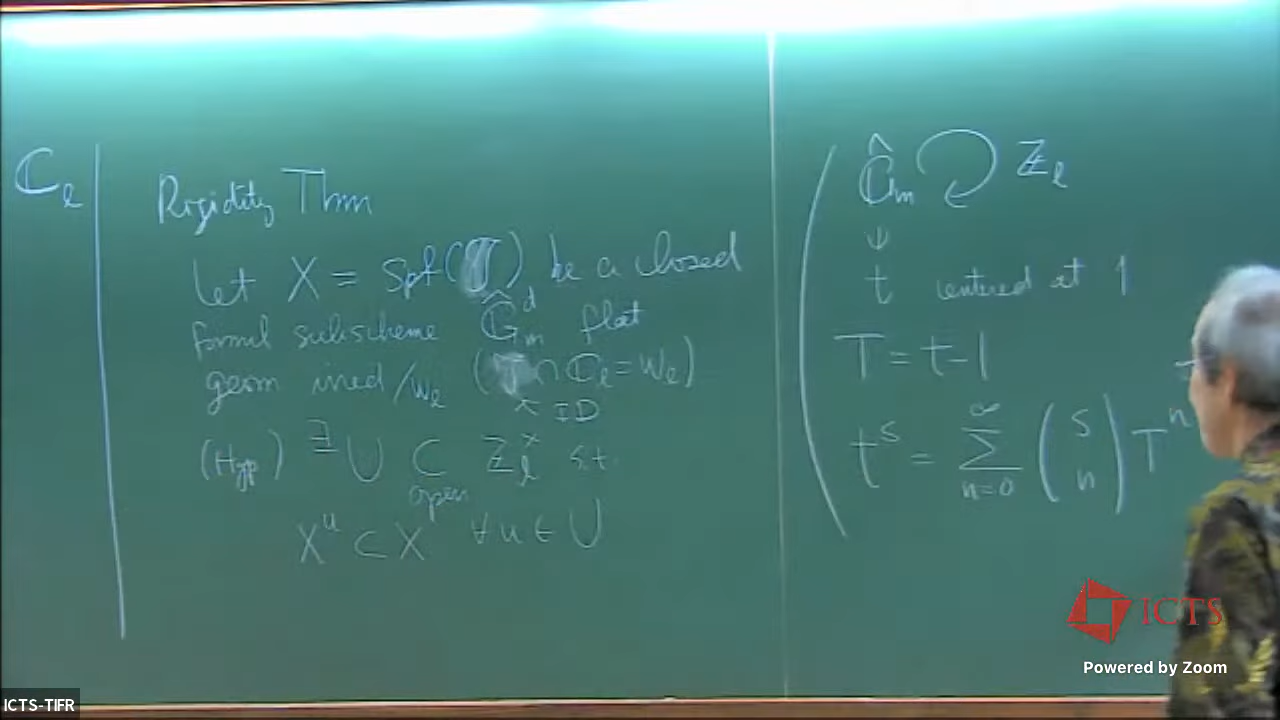 ℂ_ℓ
Rigidity Thm
Let X = Spf( ) be a closed
formal subscheme Ĝ_m^d flat
geom irred /W_ℓ ( ∩ ℂ_ℓ = W_ℓ)
ID
(Hyp) ∃ U ⊂ ℤ_ℓ^× s.t.
open
X^u ⊂ X ∀u ∈ U
Ĝ_m ℤ_ℓ
ψ
t centered at 1
T = t-1
t^s = ∑_{n=0}^{∞} (s n) T^n
ICTS
Powered by Zoom
ICTS-TIFR